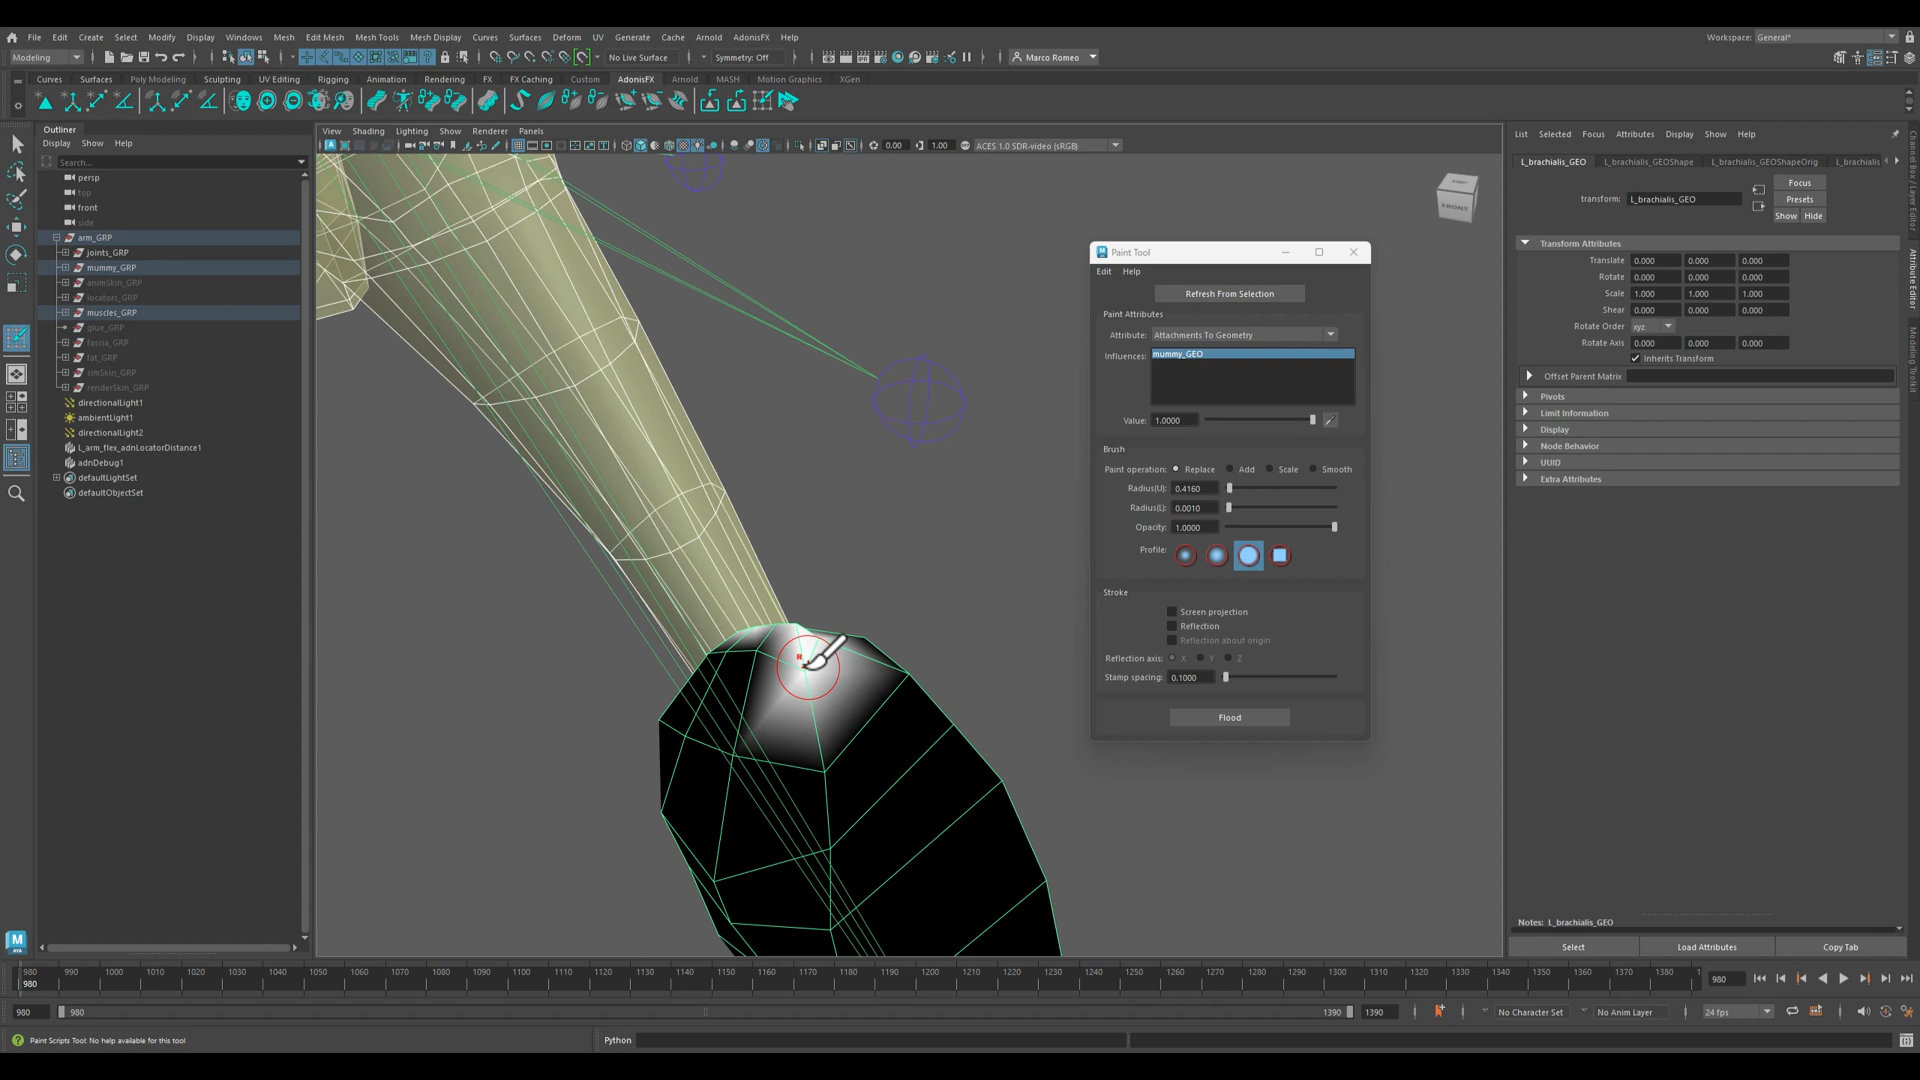 File Edit Create Select Modify Display Windows Mesh Edit Mesh Mesh Tools Mesh Display Curves Surfaces Deform UV Generate Cache Arnold AdonisFX Help
Workspace: General*
Modeling
No Live Surface
Symmetry: Off
Marco Romeo
Curves Surfaces Poly Modeling Sculpting UV Editing Rigging Animation Rendering FX FX Caching Custom AdonisFX Arnold MASH Motion Graphics XGen
Outliner
Display Show Help
Search...
persp
top
front
side
arm_GRP
joints_GRP
mummy_GRP
animSkin_GRP
locators_GRP
muscles_GRP
glue_GRP
fascia_GRP
fat_GRP
simSkin_GRP
renderSkin_GRP
directionalLight1
ambientLight1
directionalLight2
L_arm_flex_adnLocatorDistance1
adnDebug1
defaultLightSet
defaultObjectSet
View Shading Lighting Show Renderer Panels
0.00 1.00 ACES 1.0 SDR-video (sRGB)
FRONT
R
Paint Tool
Edit Help
Refresh From Selection
Paint Attributes
Attribute: Attachments To Geometry
Influences: mummy_GEO
Value: 1.0000
Brush
Paint operation: Replace Add Scale Smooth
Radius(U): 0.4160
Radius(L): 0.0010
Opacity: 1.0000
Profile:
Stroke
Screen projection
Reflection
Reflection about origin
Reflection axis: X Y Z
Stamp spacing: 0.1000
Flood
List Selected Focus Attributes Display Show Help
L_brachialis_GEO L_brachialis_GEOShape L_brachialis_GEOShapeOrig L_brachialis
Focus
transform: L_brachialis_GEO Presets
Show Hide
Transform Attributes
Translate 0.000 0.000 0.000
Rotate 0.000 0.000 0.000
Scale 1.000 1.000 1.000
Shear 0.000 0.000 0.000
Rotate Order xyz
Rotate Axis 0.000 0.000 0.000
Inherits Transform
Offset Parent Matrix
Pivots
Limit Information
Display
Node Behavior
UUID
Extra Attributes
Notes: L_brachialis_GEO
Select Load Attributes Copy Tab
Channel Box / Layer Editor
Attribute Editor
Modeling Toolkit
980 990 1000 1010 1020 1030 1040 1050 1060 1070 1080 1090 1100 1110 1120 1130 1140 1150 1160 1170 1180 1190 1200 1210 1220 1230 1240 1250 1260 1270 1280 1290 1300 1310 1320 1330 1340 1350 1360 1370 1380 1
980
980
980 980 1390 1390 No Character Set No Anim Layer 24 fps
Paint Scripts Tool: No help available for this tool
Python